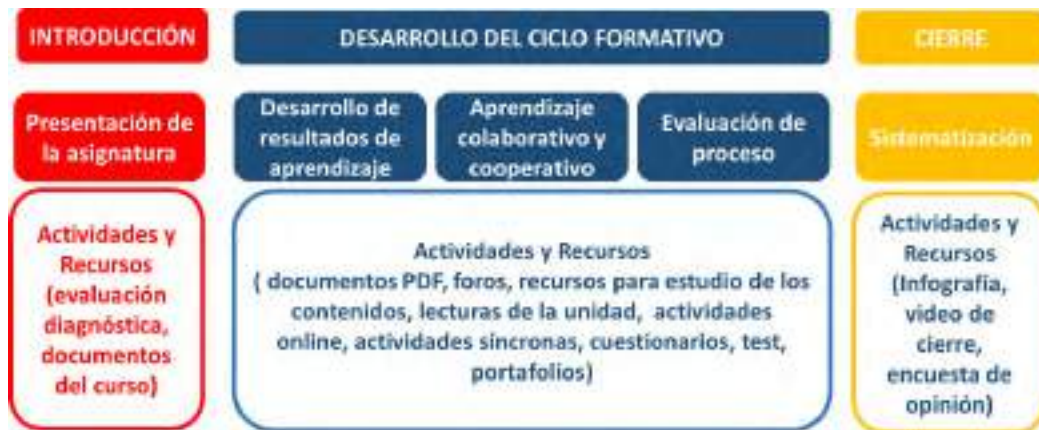 INTRODUCCIÓN
DESARROLLO DEL CICLO FORMATIVO
CIERRE
Presentación de
la asignatura
Desarrollo de
resultados de
aprendizaje
Aprendizaje
colaborativo y
cooperativo
Evaluación de
proceso
Sistematización
Actividades y
Recursos
(evaluación
diagnóstica,
documentos
del curso)
Actividades y Recursos
( documentos PDF, foros, recursos para estudio de los
contenidos, lecturas de la unidad, actividades
online, actividades síncronas, cuestionarios, test,
portafolios)
Actividades y
Recursos
(Infografía,
video de
cierre,
encuesta de
opinión)